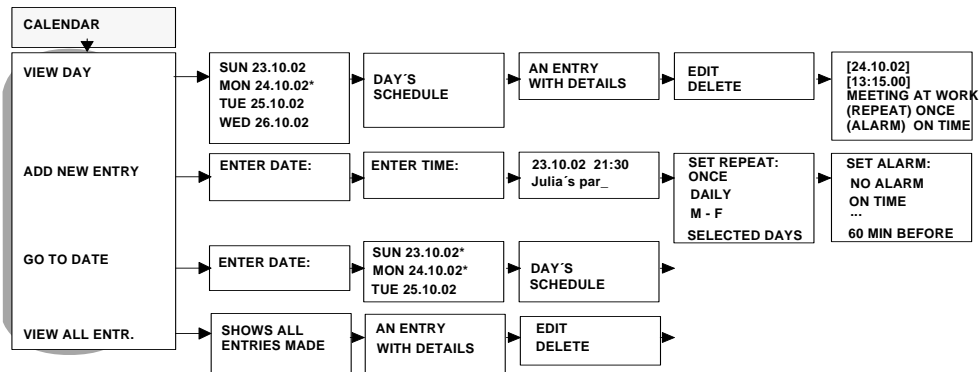 CALENDAR
VIEW DAY
SUN 23.10.02
MON 24.10.02*
TUE 25.10.02
WED 26.10.02
DAY´S
SCHEDULE
AN ENTRY
WITH DETAILS
EDIT
DELETE
[24.10.02]
[13:15.00]
MEETING AT WORK
(REPEAT) ONCE
(ALARM) ON TIME
ADD NEW ENTRY
ENTER DATE:
ENTER TIME:
23.10.02 21:30
Julia´s par_
SET REPEAT:
ONCE
DAILY
M - F
SELECTED DAYS
SET ALARM:
NO ALARM
ON TIME
...
60 MIN BEFORE
GO TO DATE
ENTER DATE:
SUN 23.10.02*
MON 24.10.02*
TUE 25.10.02
DAY´S
SCHEDULE
VIEW ALL ENTR.
SHOWS ALL
ENTRIES MADE
AN ENTRY
WITH DETAILS
EDIT
DELETE